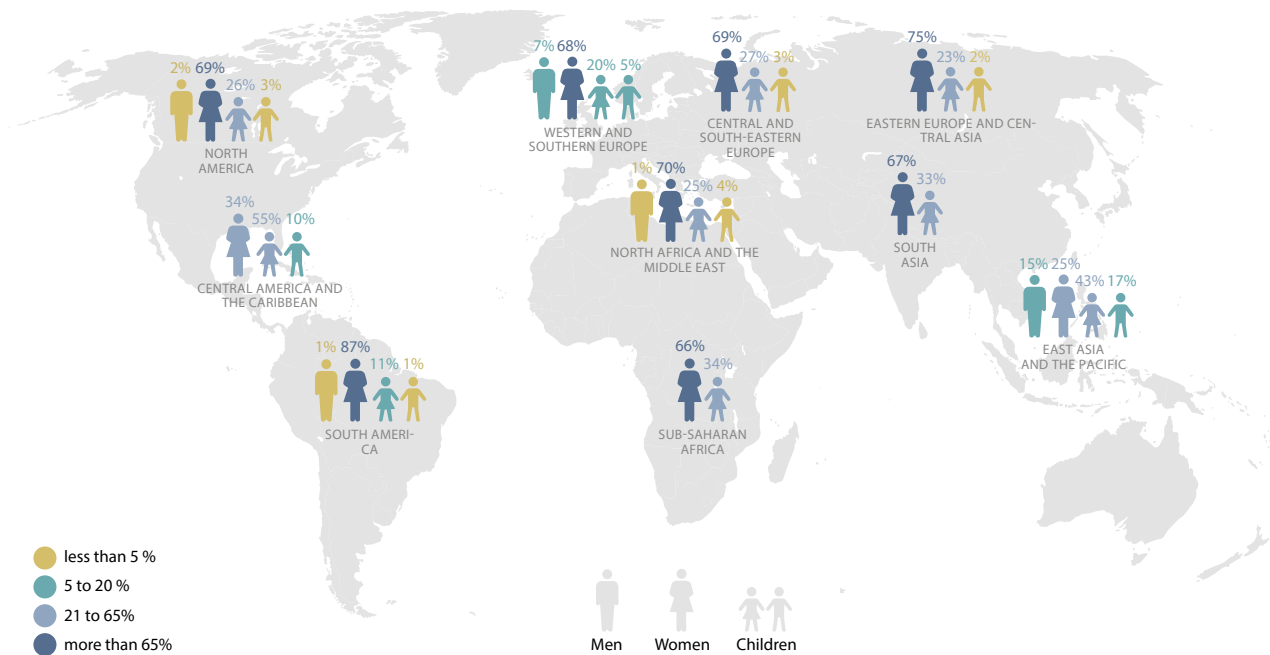 2% 69% 26% 3%
NORTH
AMERICA
34% 55% 10%
CENTRAL AMERICA AND
THE CARIBBEAN
1% 87% 11% 1%
SOUTH AMERI-
CA
7% 68% 20% 5%
WESTERN AND
SOUTHERN EUROPE
69% 27% 3%
CENTRAL AND
SOUTH-EASTERN
EUROPE
75% 23% 2%
EASTERN EUROPE AND CEN-
TRAL ASIA
1% 70% 25% 4%
NORTH AFRICA AND THE
MIDDLE EAST
67% 33%
SOUTH
ASIA
15% 25% 43% 17%
EAST ASIA
AND THE PACIFIC
66% 34%
SUB-SAHARAN
AFRICA
less than 5 %
5 to 20 %
21 to 65%
more than 65%
Men Women Children